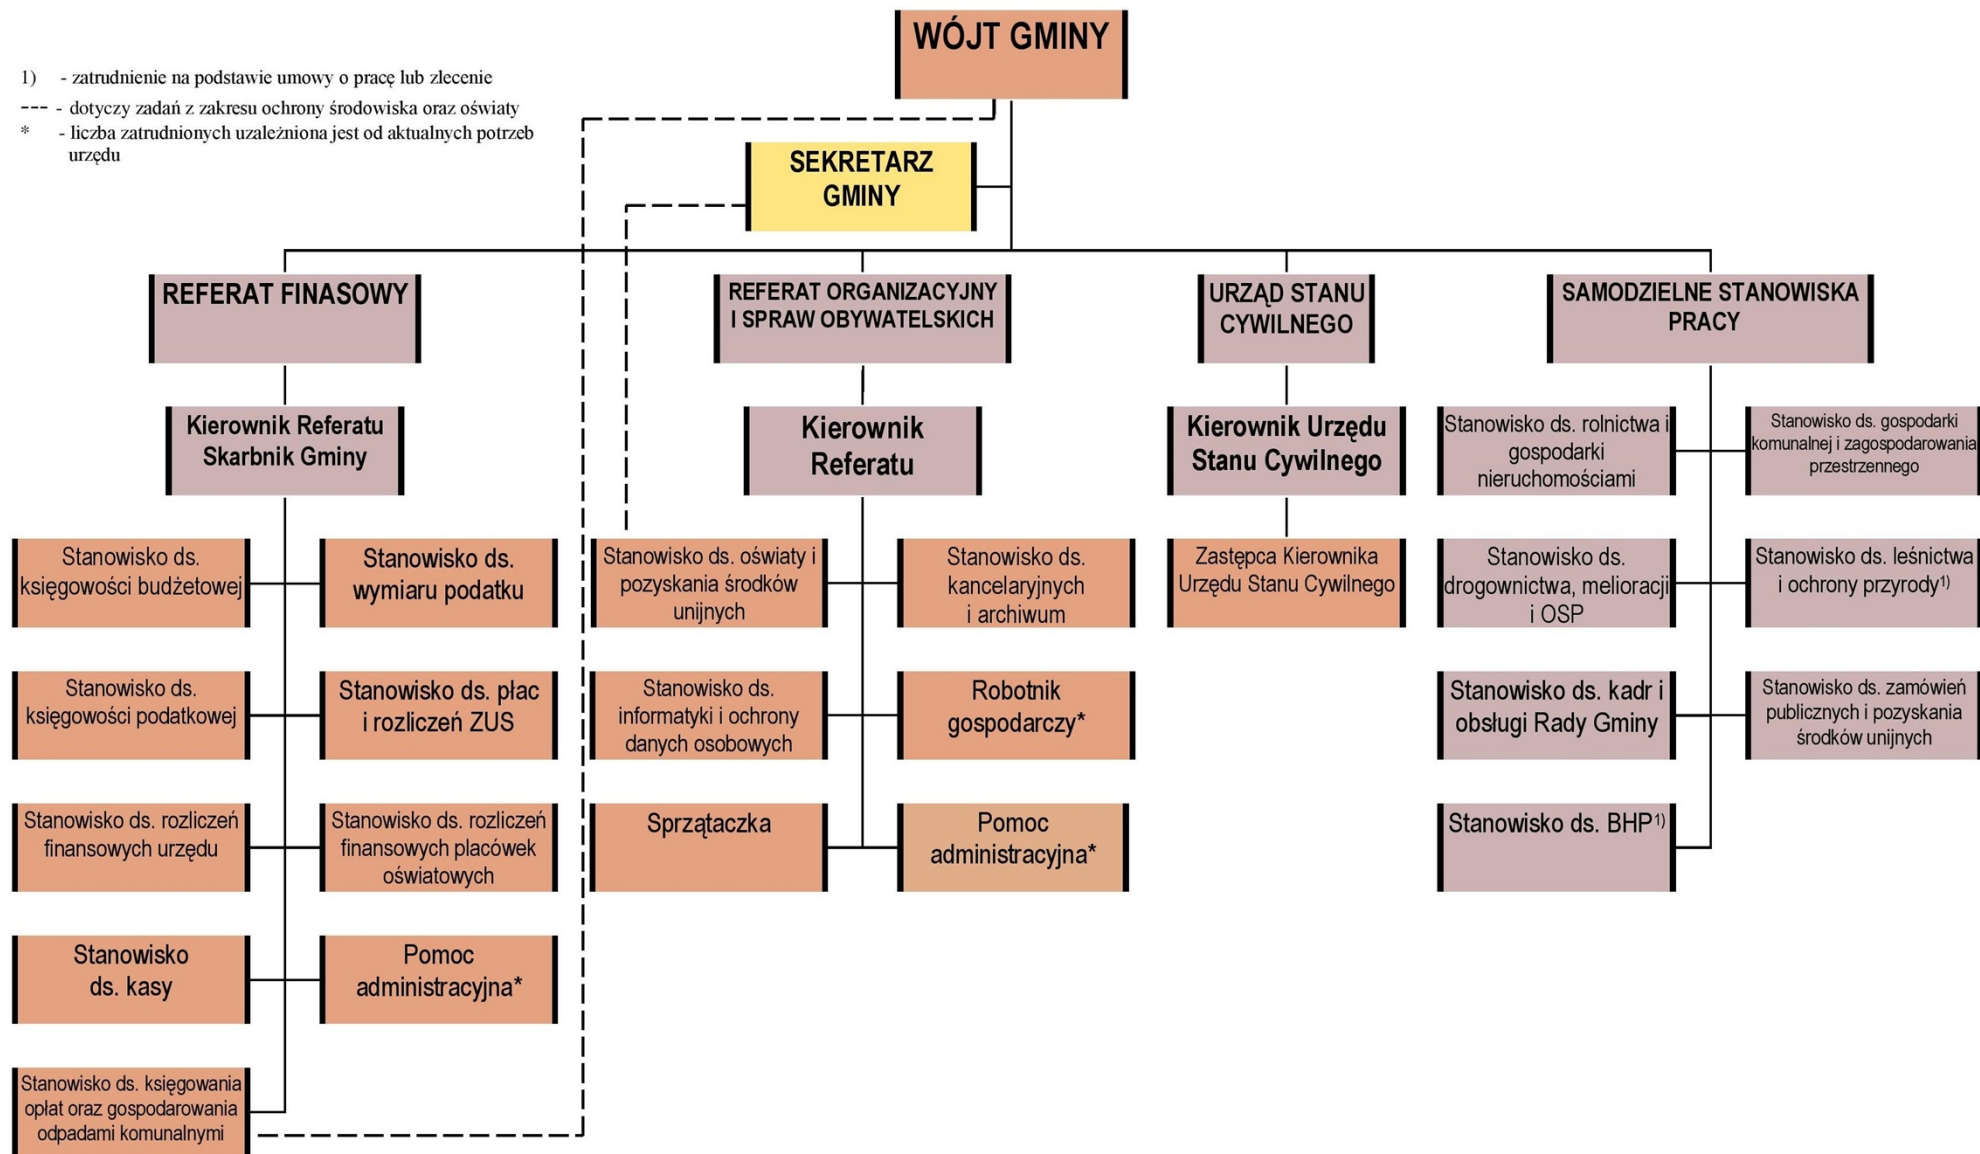 WÓJT GMINY
1) - zatrudnienie na podstawie umowy o pracę lub zlecenie
--- - dotyczy zadań z zakresu ochrony środowiska oraz oświaty
* - liczba zatrudnionych uzależniona jest od aktualnych potrzeb
urzędu
SEKRETARZ
GMINY
REFERAT FINASOWY
REFERAT ORGANIZACYJNY
I SPRAW OBYWATELSKICH
URZĄD STANU
CYWILNEGO
SAMODZIELNE STANOWISKA
PRACY
Kierownik Referatu
Skarbnik Gminy
Kierownik
Referatu
Kierownik Urzędu
Stanu Cywilnego
Stanowisko ds. rolnictwa i
gospodarki
nieruchomościami
Stanowisko ds. gospodarki
komunalnej i zagospodarowania
przestrzennego
Stanowisko ds.
księgowości budżetowej
Stanowisko ds.
wymiaru podatku
Stanowisko ds. oświaty i
pozyskania środków
unijnych
Stanowisko ds.
kancelaryjnych
i archiwum
Zastępca Kierownika
Urzędu Stanu Cywilnego
Stanowisko ds.
drogownictwa, melioracji
i OSP
Stanowisko ds. leśnictwa
i ochrony przyrody1)
Stanowisko ds.
księgowości podatkowej
Stanowisko ds. płac
i rozliczeń ZUS
Stanowisko ds.
informatyki i ochrony
danych osobowych
Robotnik
gospodarczy*
Stanowisko ds. kadr i
obsługi Rady Gminy
Stanowisko ds. zamówień
publicznych i pozyskania
środków unijnych
Stanowisko ds. rozliczeń
finansowych urzędu
Stanowisko ds. rozliczeń
finansowych placówek
oświatowych
Sprzątaczka
Pomoc
administracyjna*
Stanowisko ds. BHP1)
Stanowisko
ds. kasy
Pomoc
administracyjna*
Stanowisko ds. księgowania
opłat oraz gospodarowania
odpadami komunalnymi